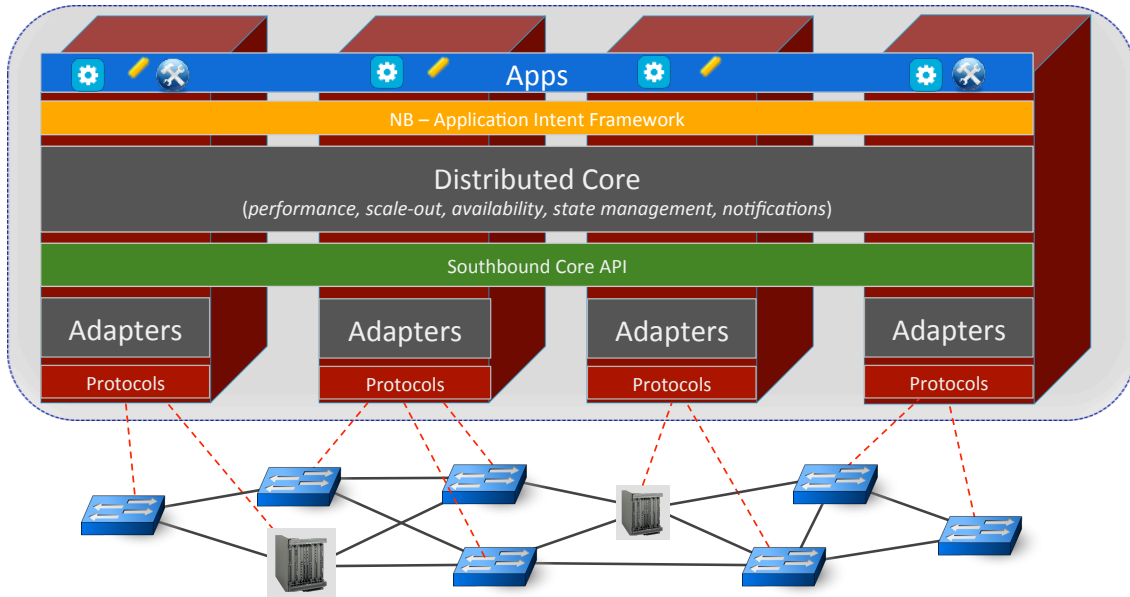 Apps
NB – Application Intent Framework
Distributed Core
(performance, scale-out, availability, state management, notifications)
Southbound Core API
Adapters
Adapters
Adapters
Adapters
Protocols
Protocols
Protocols
Protocols